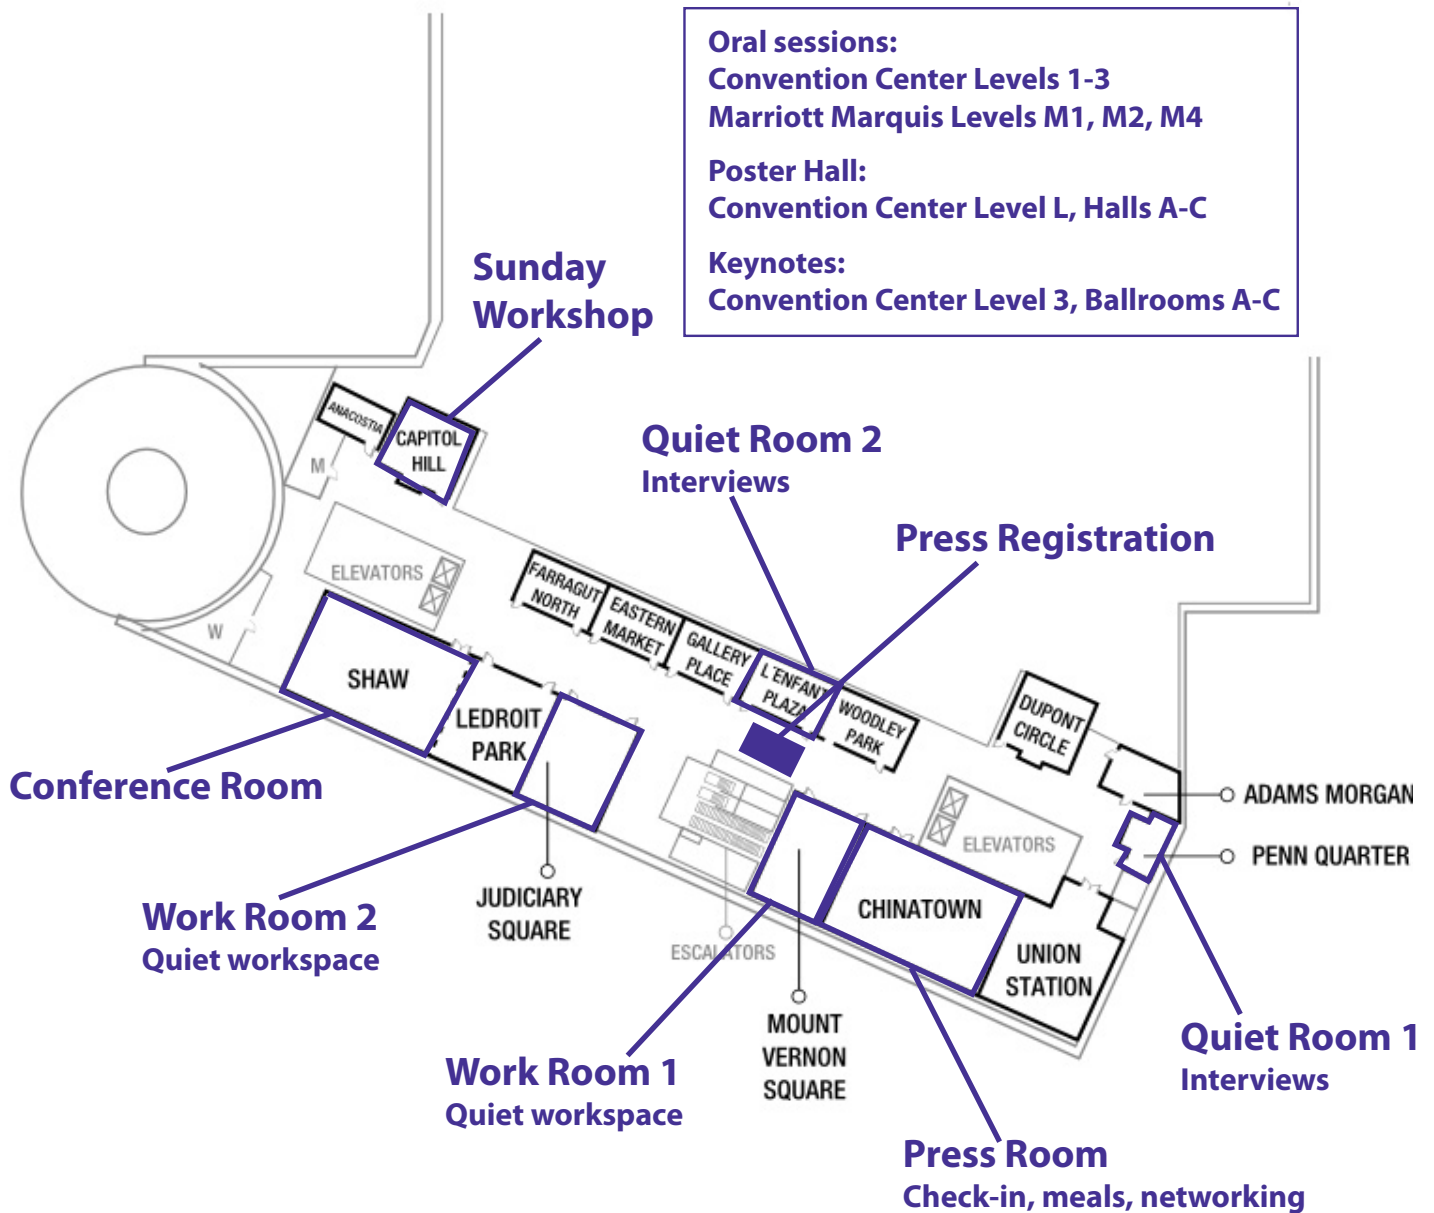 Oral sessions:
Convention Center Levels 1-3
Marriott Marquis Levels M1, M2, M4
Poster Hall:
Convention Center Level L, Halls A-C
Keynotes:
Convention Center Level 3, Ballrooms A-C
Sunday
Workshop
ANACOSTIA
CAPITOL
HILL
M
Quiet Room 2
Interviews
Press Registration
ELEVATORS
FARRAGUT
NORTH
EASTERN
MARKET
GALLERY
PLACE
L'ENFANT
PLAZA
WOODLEY
PARK
W
SHAW
LEDROIT
PARK
DUPONT
CIRCLE
Conference Room
ADAMS MORGAN
ELEVATORS
PENN QUARTER
JUDICIARY
SQUARE
Work Room 2
Quiet workspace
ESCALATORS
CHINATOWN
UNION
STATION
MOUNT
VERNON
SQUARE
Work Room 1
Quiet workspace
Quiet Room 1
Interviews
Press Room
Check-in, meals, networking